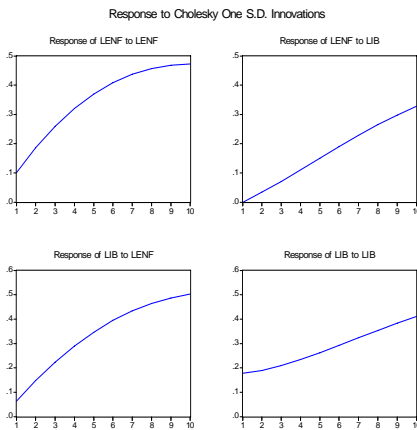 Response to Cholesky One S.D. Innovations
Response of LENF to LENF
.5
.4
.3
.2
.1
.0
1 2 3 4 5 6 7 8 9 10
Response of LENF to LIB
.5
.4
.3
.2
.1
.0
1 2 3 4 5 6 7 8 9 10
Response of LIB to LENF
.6
.5
.4
.3
.2
.1
.0
1 2 3 4 5 6 7 8 9 10
Response of LIB to LIB
.6
.5
.4
.3
.2
.1
.0
1 2 3 4 5 6 7 8 9 10